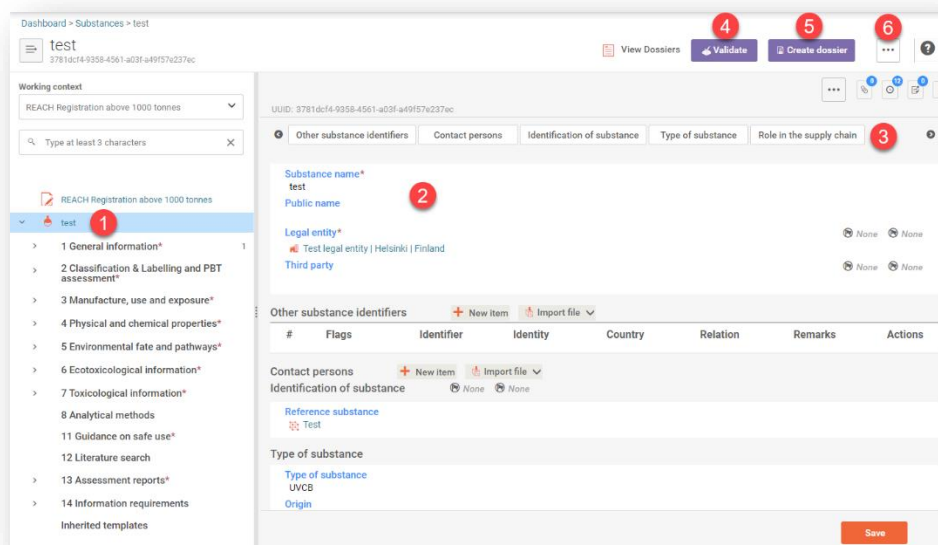 Dashboard > Substances > test
test
3781dcf4-9358-4561-a03f-a49f57e237ec
View Dossiers
4
Validate
5
Create dossier
6
...
?
Working context
REACH Registration above 1000 tonnes
Type at least 3 characters
REACH Registration above 1000 tonnes
test
1
1 General information*
1
2 Classification & Labelling and PBT
assessment*
3 Manufacture, use and exposure*
4 Physical and chemical properties*
5 Environmental fate and pathways*
6 Ecotoxicological information*
7 Toxicological information*
8 Analytical methods
11 Guidance on safe use*
12 Literature search
13 Assessment reports*
14 Information requirements
Inherited templates
...
0
12
0
UUID: 3781dcf4-9358-4561-a03f-a49f57e237ec
Other substance identifiers
Contact persons
Identification of substance
Type of substance
Role in the supply chain
3
Substance name*
test
2
Public name
Legal entity*
None None
Test legal entity | Helsinki | Finland
Third party
None None
Other substance identifiers + New item Import file
# Flags Identifier Identity Country Relation Remarks Actions
Contact persons + New item Import file
Identification of substance None None
Reference substance
Test
Type of substance
Type of substance
UVCB
Origin
Save